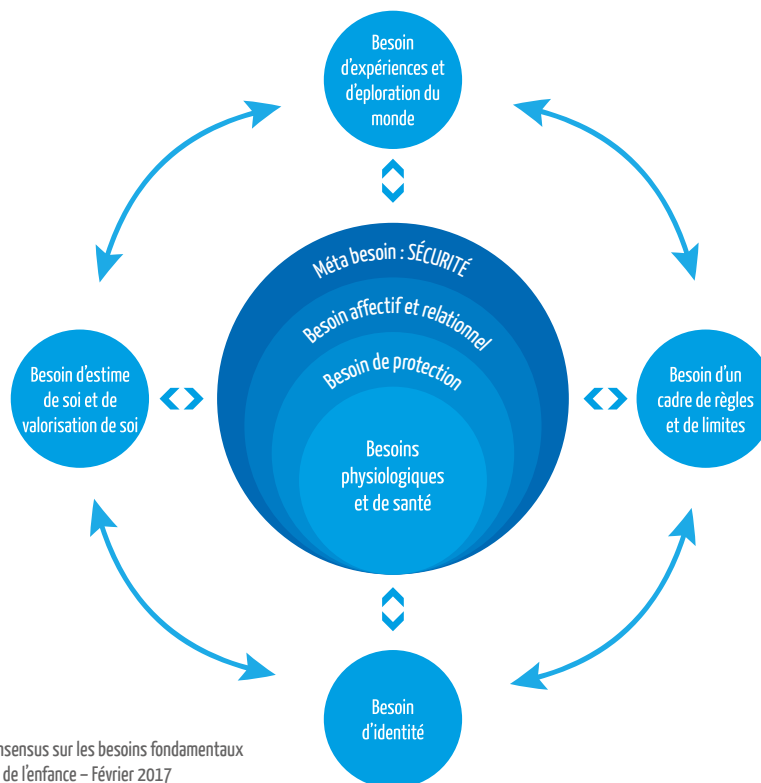 Besoin
d'expériences et
d'eploration du
monde
Méta besoin : SÉCURITÉ
Besoin affectif et relationnel
Besoin de protection
Besoins
physiologiques
et de santé
Besoin d'estime
de soi et de
valorisation de soi
Besoin d'un
cadre de règles
et de limites
Besoin
d'identité
nsensus sur les besoins fondamentaux
de l'enfance – Février 2017